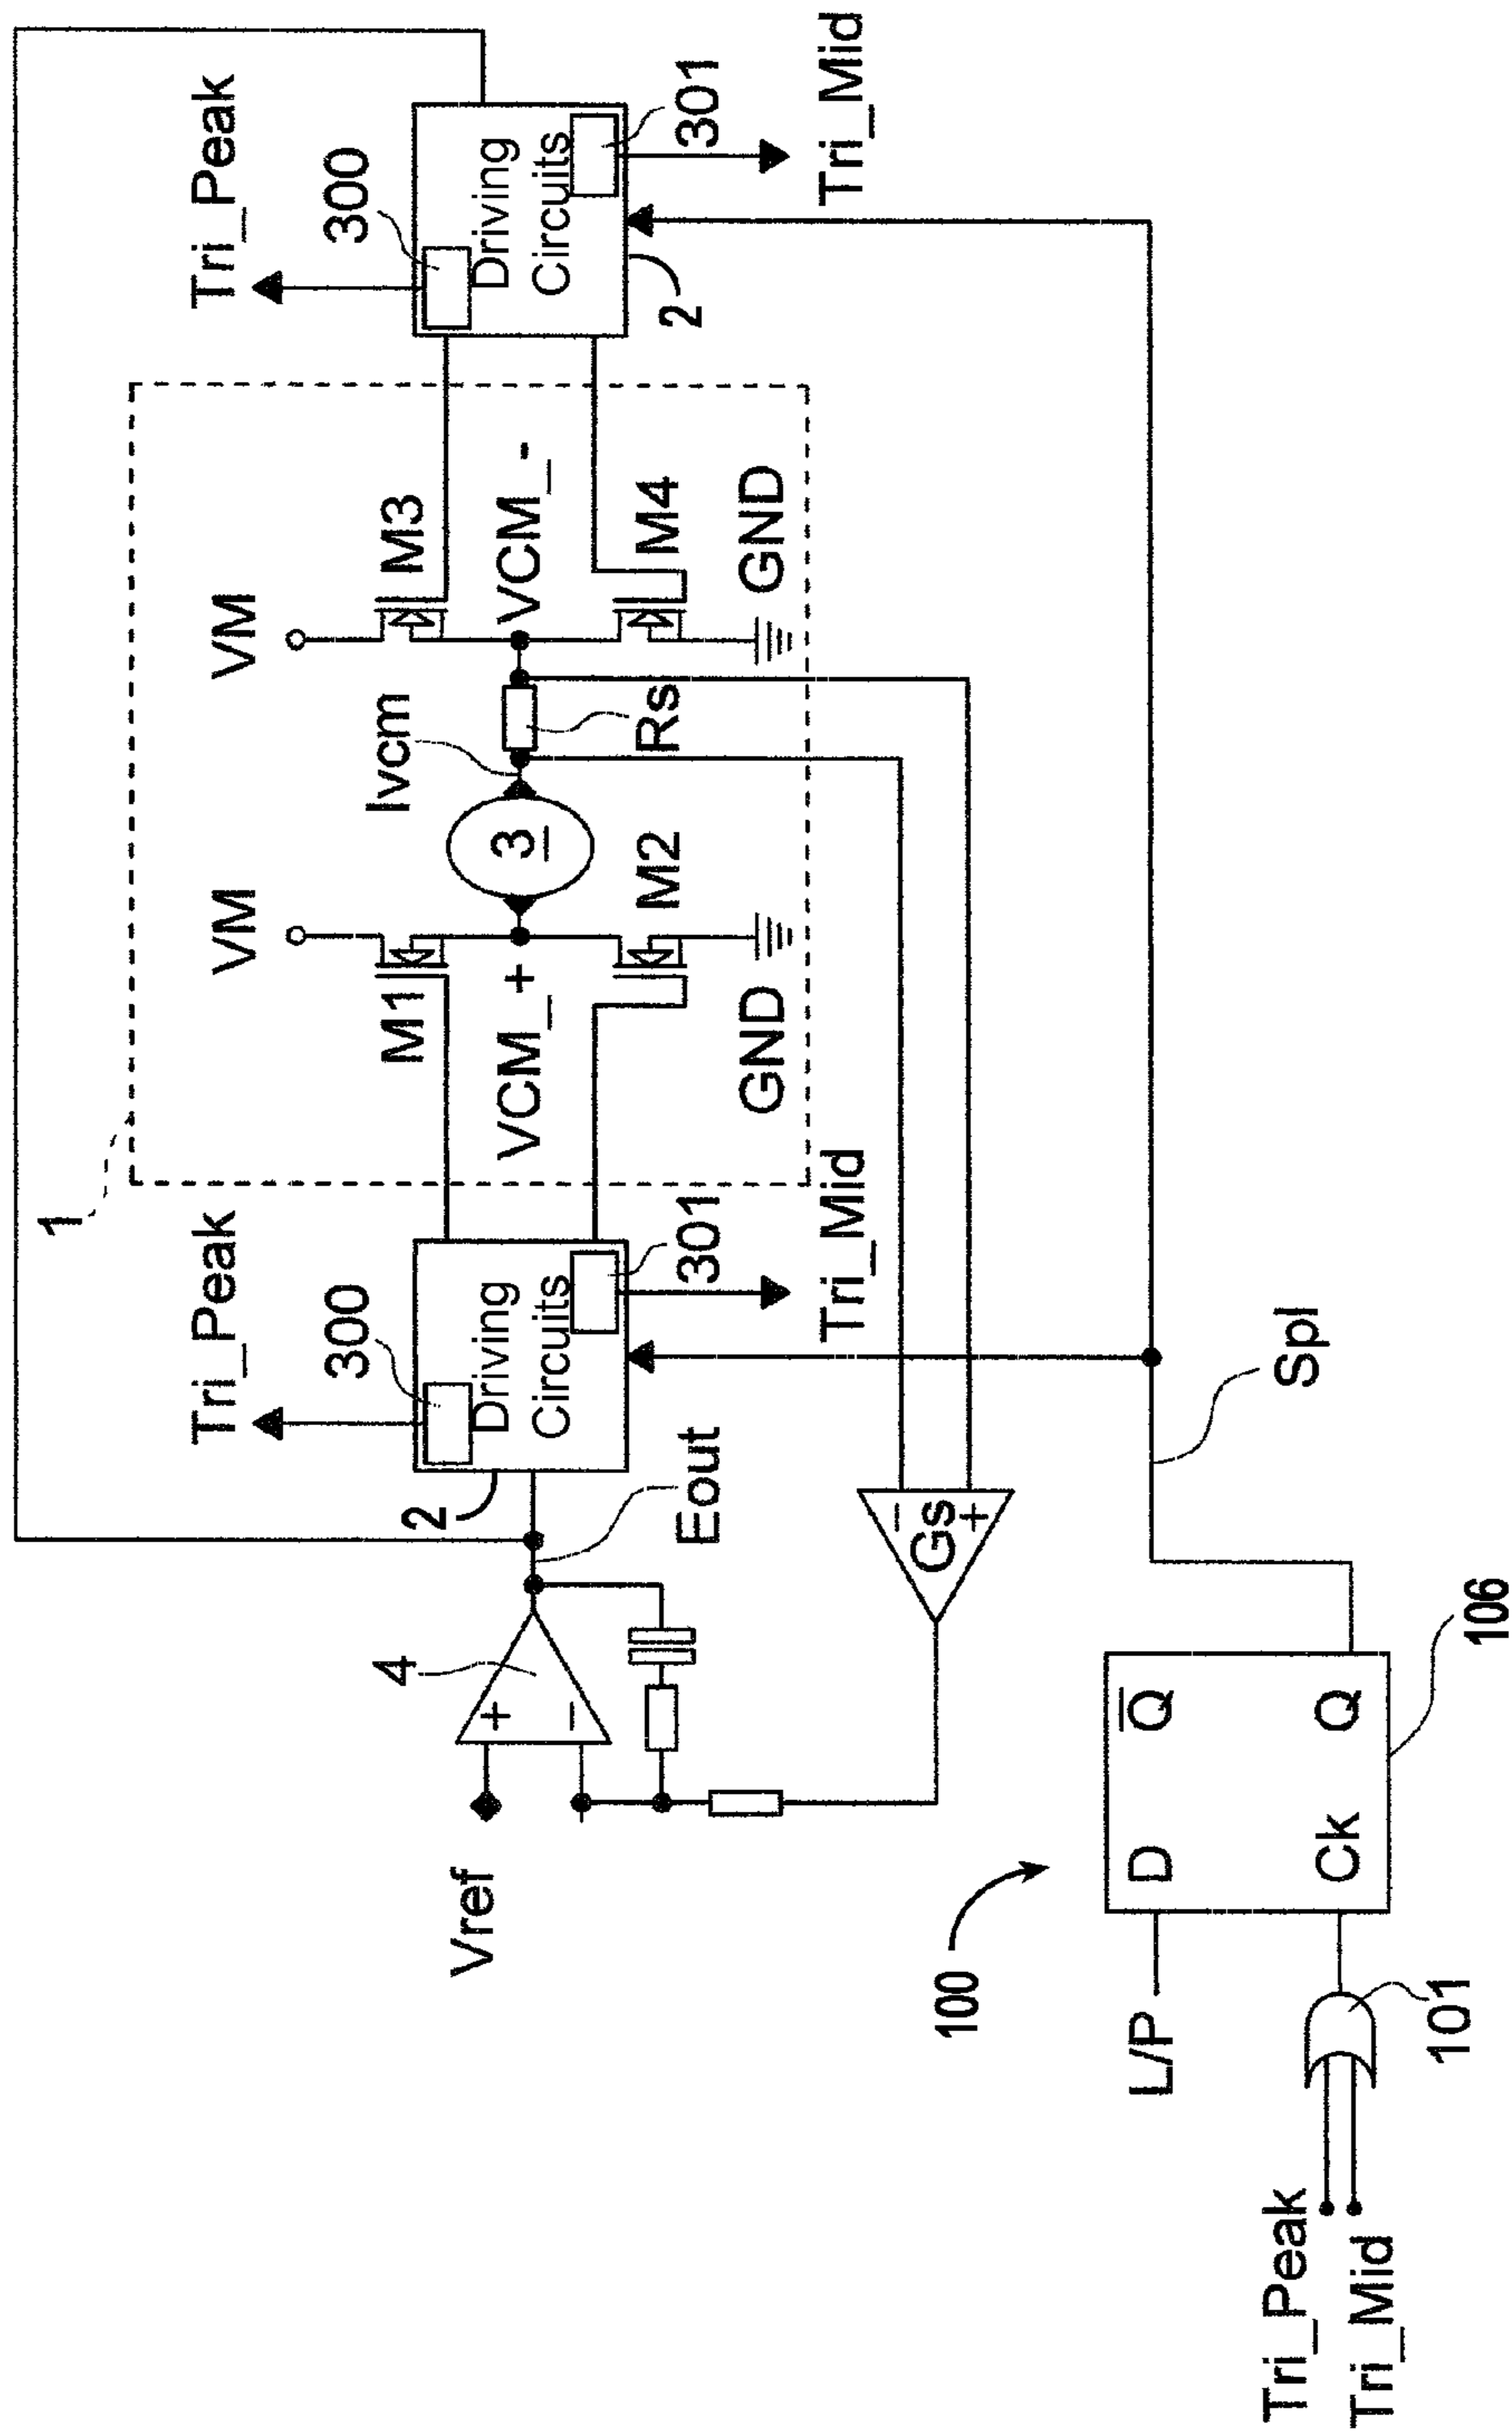 1
Tri_Peak
300
Driving
Circuits
301
Tri_Mid
2
VM
M1
VCM_+
M2
GND
3
Ivcm
Rs
VM
M3
VCM_-
M4
GND
Tri_Peak
300
Driving
Circuits
301
Tri_Mid
2
Vref
4
+
−
Eout
−
Gs
+
Spl
100
L/P
D
Q
Ck
Q
106
101
Tri_Peak
Tri_Mid